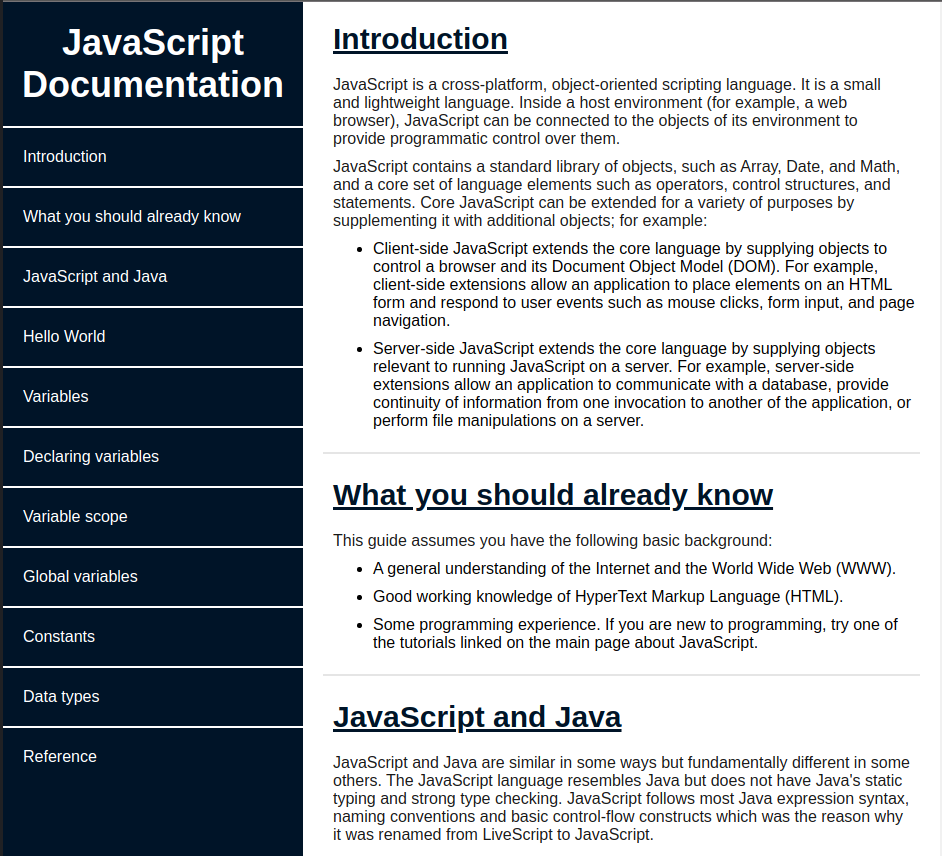 JavaScript
Documentation
Introduction
What you should already know
JavaScript and Java
Hello World
Variables
Declaring variables
Variable scope
Global variables
Constants
Data types
Reference
Introduction
JavaScript is a cross-platform, object-oriented scripting language. It is a small
and lightweight language. Inside a host environment (for example, a web
browser), JavaScript can be connected to the objects of its environment to
provide programmatic control over them.
JavaScript contains a standard library of objects, such as Array, Date, and Math,
and a core set of language elements such as operators, control structures, and
statements. Core JavaScript can be extended for a variety of purposes by
supplementing it with additional objects; for example:
• Client-side JavaScript extends the core language by supplying objects to
control a browser and its Document Object Model (DOM). For example,
client-side extensions allow an application to place elements on an HTML
form and respond to user events such as mouse clicks, form input, and page
navigation.
• Server-side JavaScript extends the core language by supplying objects
relevant to running JavaScript on a server. For example, server-side
extensions allow an application to communicate with a database, provide
continuity of information from one invocation to another of the application, or
perform file manipulations on a server.
What you should already know
This guide assumes you have the following basic background:
• A general understanding of the Internet and the World Wide Web (WWW).
• Good working knowledge of HyperText Markup Language (HTML).
• Some programming experience. If you are new to programming, try one of
the tutorials linked on the main page about JavaScript.
JavaScript and Java
JavaScript and Java are similar in some ways but fundamentally different in some
others. The JavaScript language resembles Java but does not have Java's static
typing and strong type checking. JavaScript follows most Java expression syntax,
naming conventions and basic control-flow constructs which was the reason why
it was renamed from LiveScript to JavaScript.